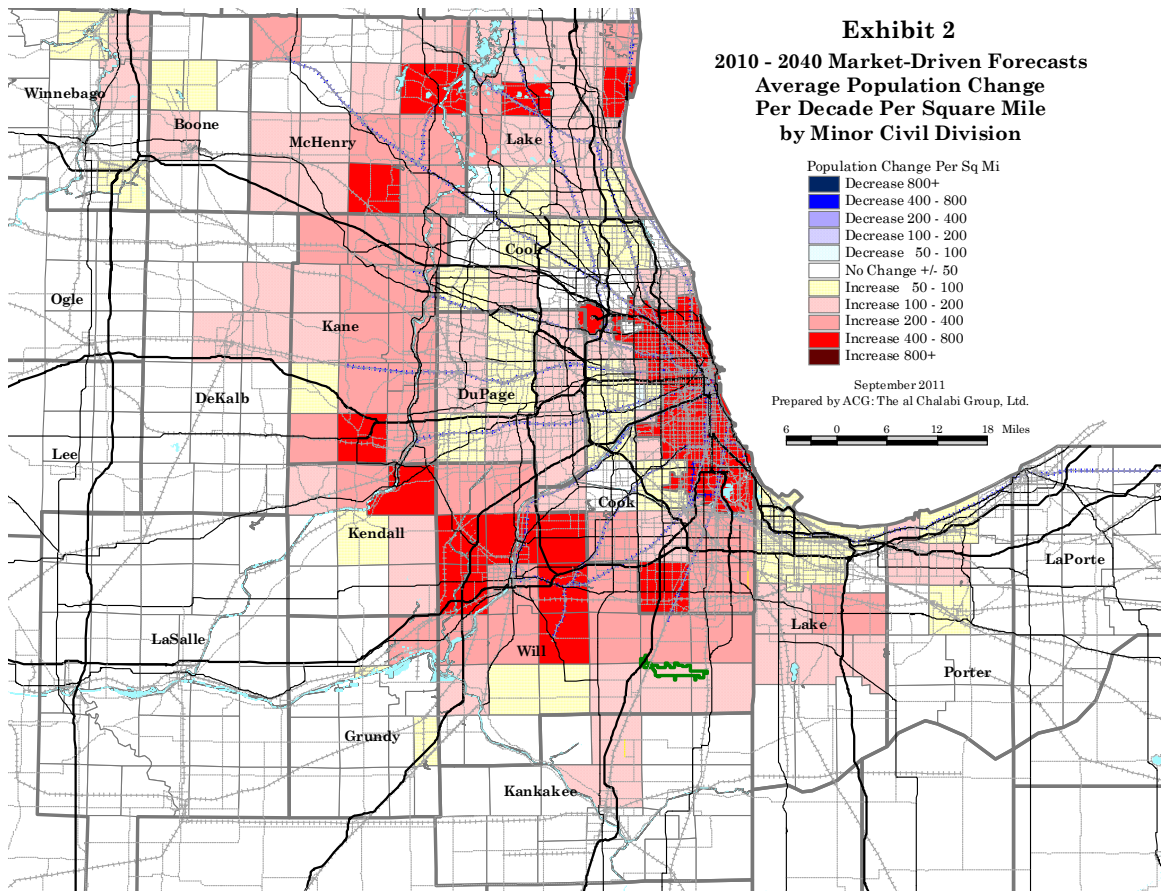 Exhibit 2
2010 - 2040 Market-Driven Forecasts
Average Population Change
Per Decade Per Square Mile
by Minor Civil Division
Population Change Per Sq Mi
Decrease 800+
Decrease 400 - 800
Decrease 200 - 400
Decrease 100 - 200
Decrease 50 - 100
No Change +/- 50
Increase 50 - 100
Increase 100 - 200
Increase 200 - 400
Increase 400 - 800
Increase 800+
September 2011
Prepared by ACG: The al Chalabi Group, Ltd.
6 0 6 12 18 Miles
Winnebago
Boone
McHenry
Lake
Cook
Ogle
Kane
DeKalb
DuPage
Lee
Cook
Kendall
LaPorte
LaSalle
Will
Lake
Porter
Grundy
Kankakee